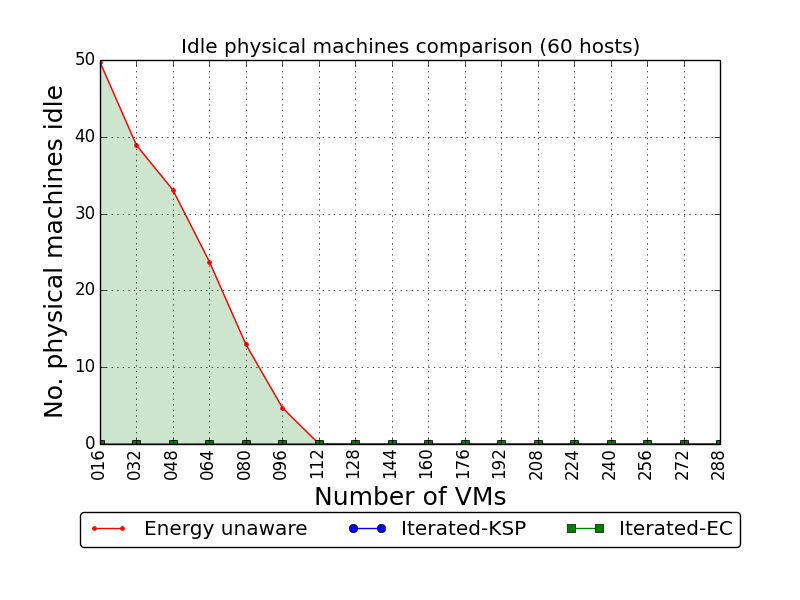 Idle physical machines comparison (60 hosts)
No. physical machines idle
50
40
30
20
10
0
016 032 048 064 080 096 112 128 144 160 176 192 208 224 240 256 272 288
Number of VMs
Energy unaware Iterated-KSP Iterated-EC